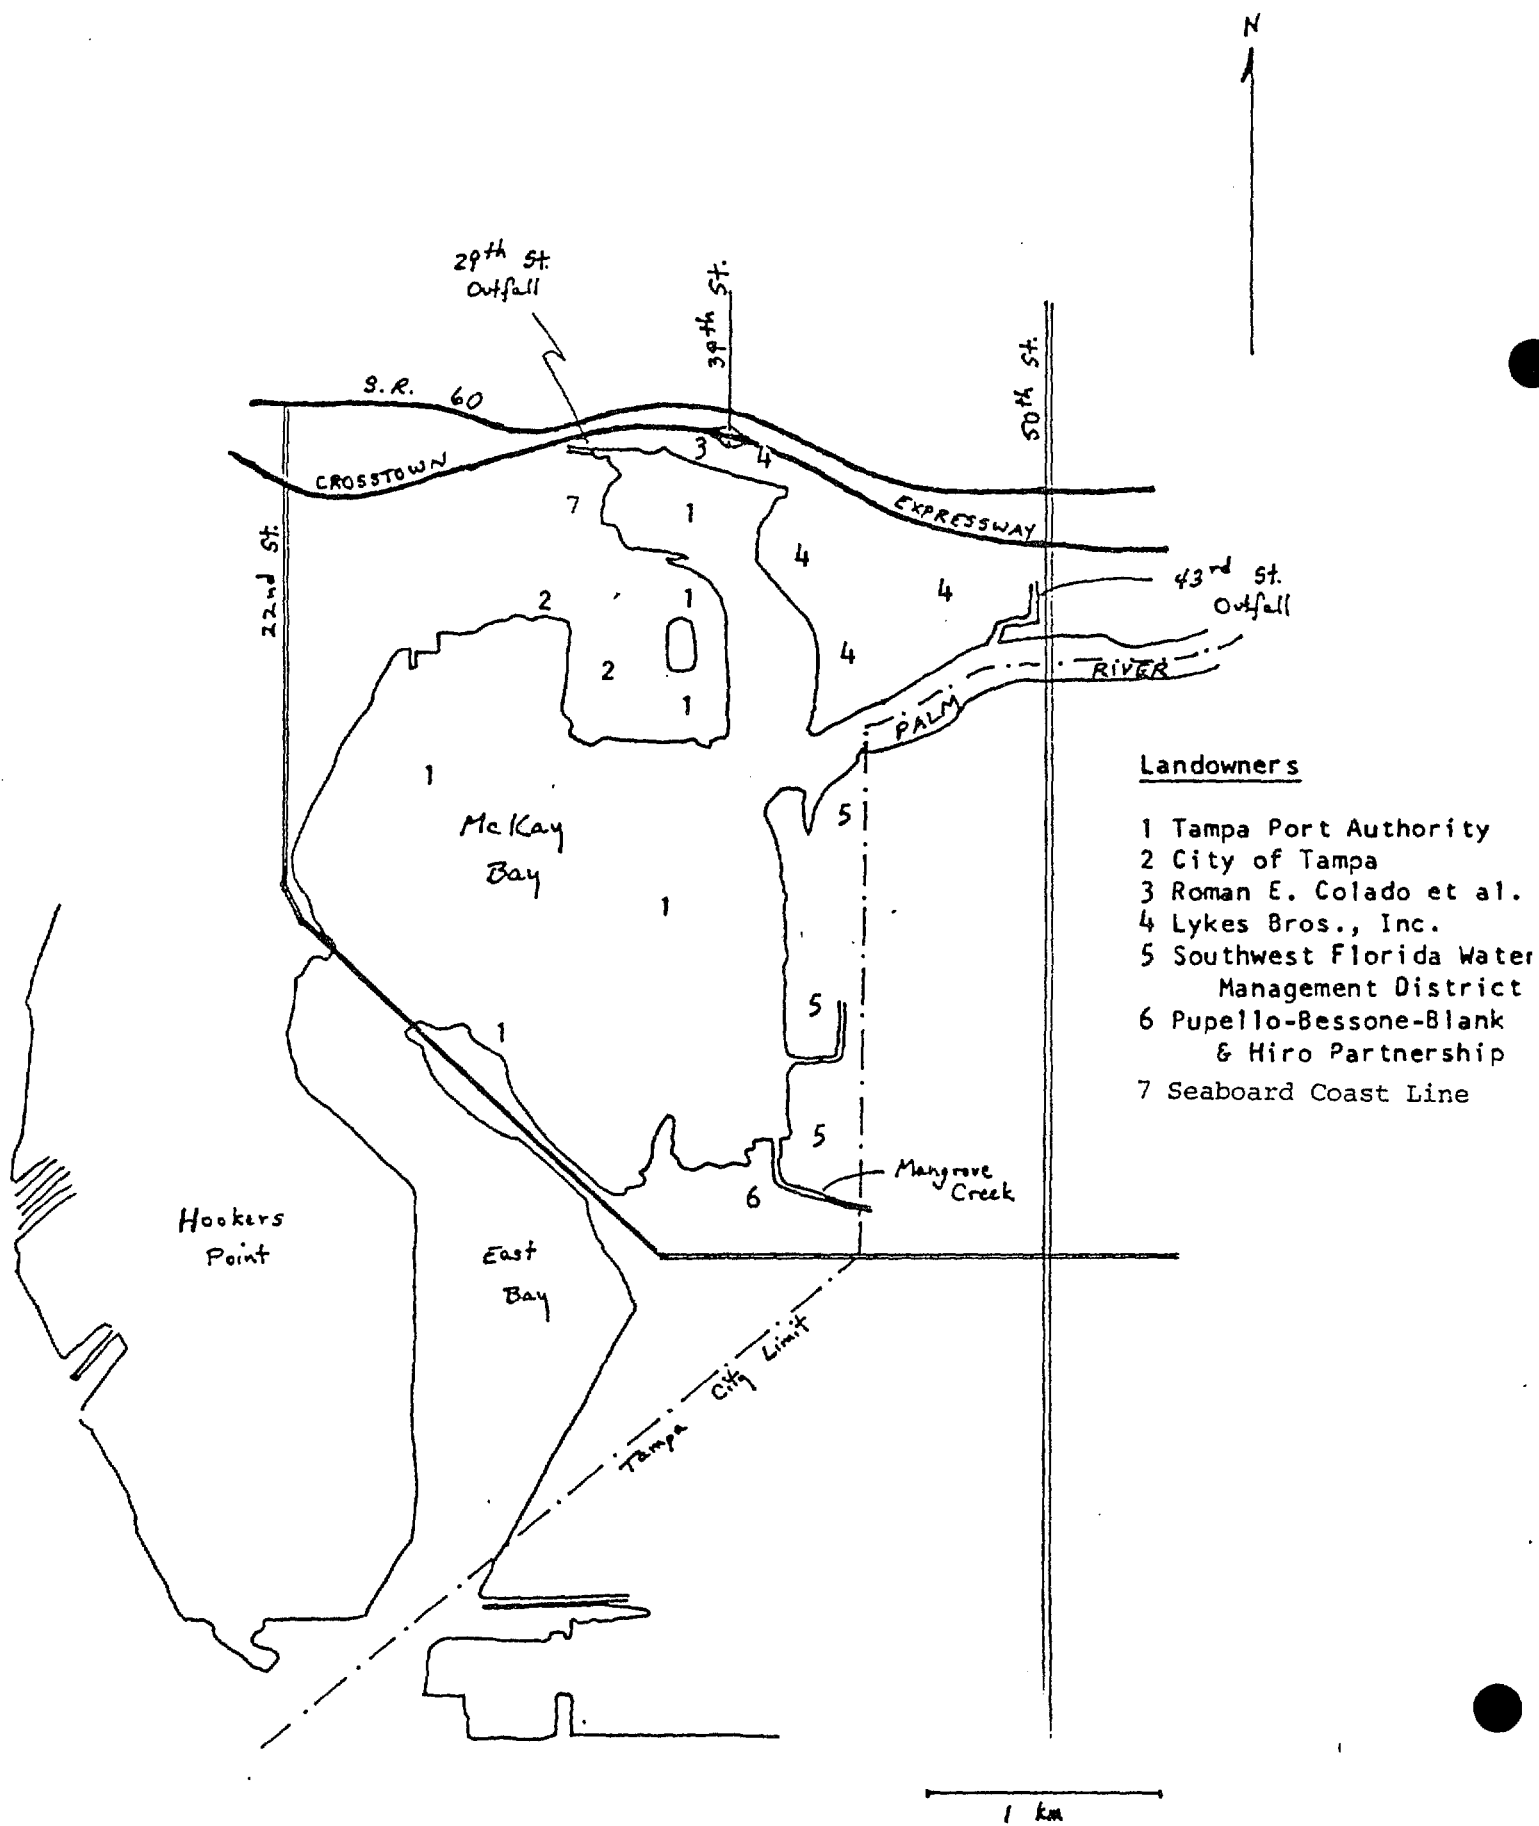 N
29th St.
Outfall
39th St.
50th St.
S.R. 60
CROSSTOWN
3
4
7
1
EXPRESSWAY
22nd St.
4
4
43rd St.
Outfall
2
1
2
4
1
PALM RIVER
Landowners
1 Tampa Port Authority
2 City of Tampa
3 Roman E. Colado et al.
4 Lykes Bros., Inc.
5 Southwest Florida Water
Management District
6 Pupello-Bessone-Blank
& Hiro Partnership
7 Seaboard Coast Line
1
McKay
Bay
5
1
5
1
5
Mangrove
Creek
6
Hookers
Point
East
Bay
Tampa City Limit
1 km